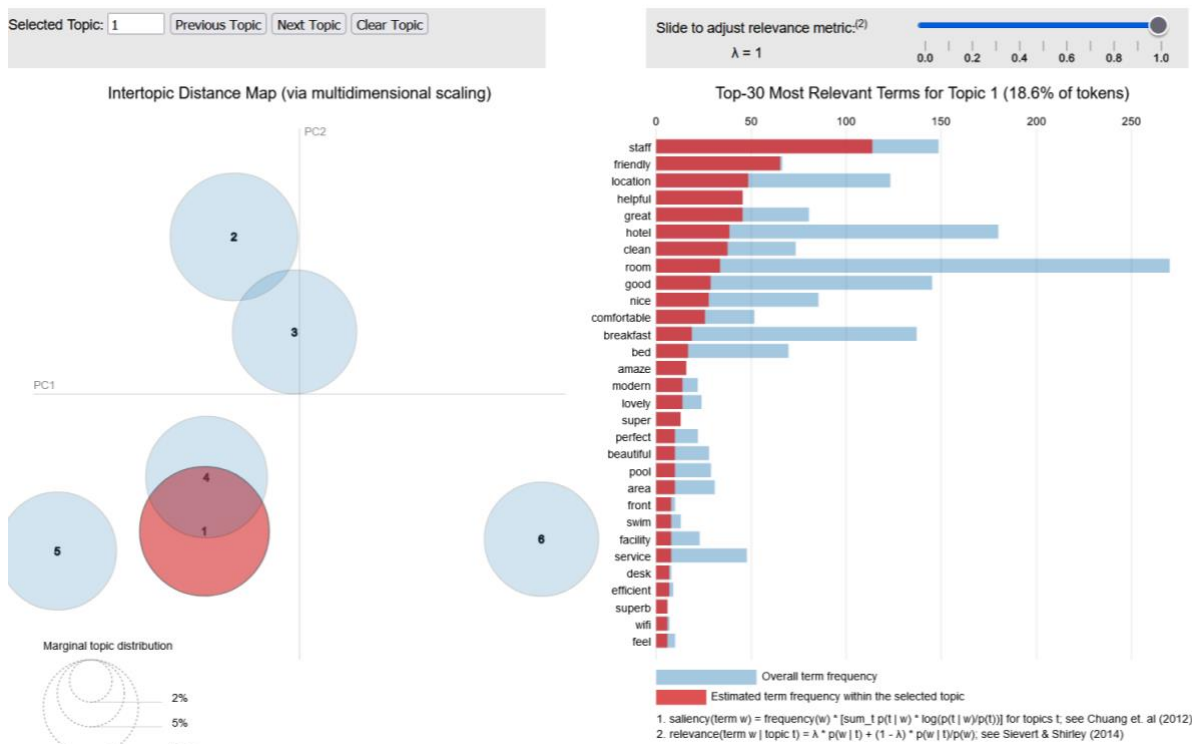 Selected Topic: 1 Previous Topic Next Topic Clear Topic
Slide to adjust relevance metric:(2)
λ = 1
0.0 0.2 0.4 0.6 0.8 1.0
Intertopic Distance Map (via multidimensional scaling)
PC2
PC1
2
3
4
1
5
6
Marginal topic distribution
2%
5%
Top-30 Most Relevant Terms for Topic 1 (18.6% of tokens)
0 50 100 150 200 250
staff
friendly
location
helpful
great
hotel
clean
room
good
nice
comfortable
breakfast
bed
amaze
modern
lovely
super
perfect
beautiful
pool
area
front
swim
facility
service
desk
efficient
superb
wifi
feel
Overall term frequency
Estimated term frequency within the selected topic
1. saliency(term w) = frequency(w) * [sum_t p(t | w) * log(p(t | w)/p(t))] for topics t; see Chuang et. al (2012)
2. relevance(term w | topic t) = λ * p(w | t) + (1 - λ) * p(w | t)/p(w); see Sievert & Shirley (2014)